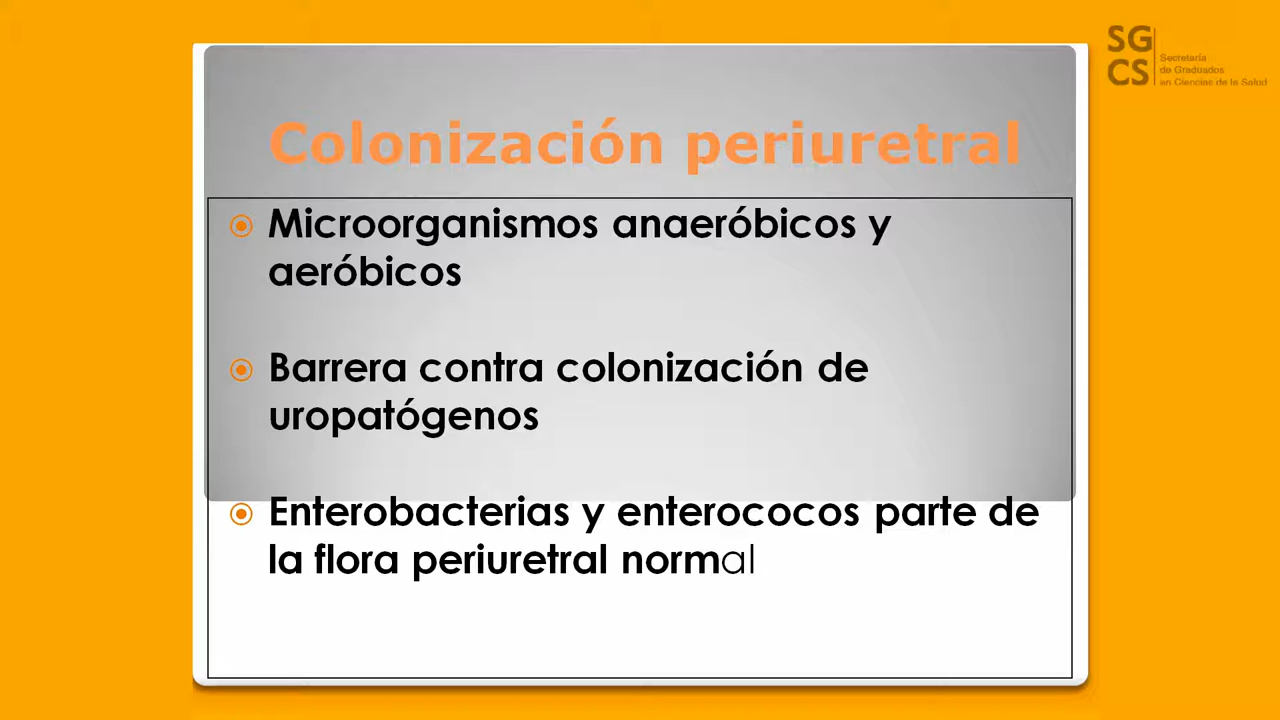 SG
CS
Secretaría
de Graduados
en Ciencias de la Salud
Colonización periuretral
Microorganismos anaeróbicos y
aeróbicos
Barrera contra colonización de
uropatógenos
Enterobacterias y enterococos parte de
la flora periuretral normal